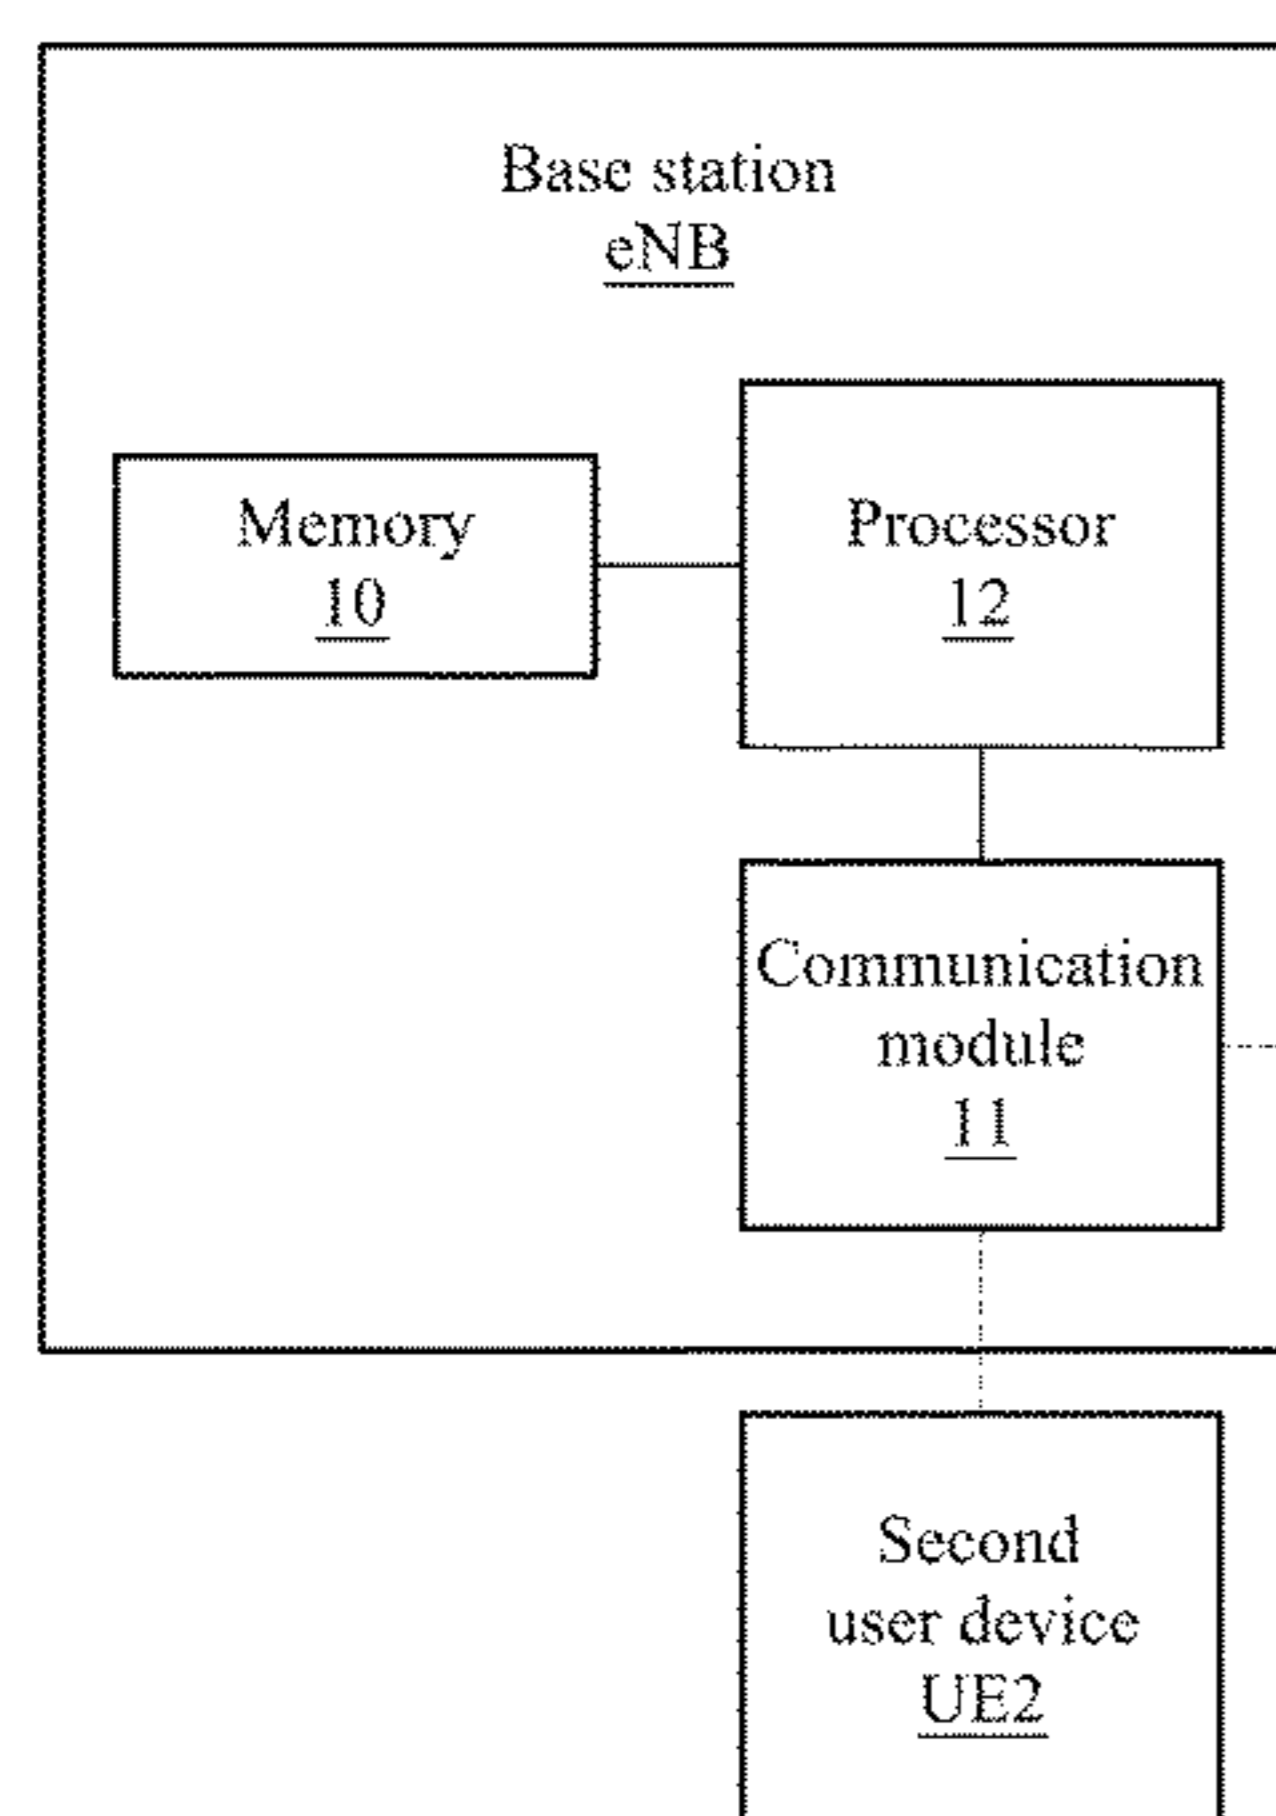 Base station
eNB
Memory
10
Processor
12
Communication
module
11
Second
user device
UE2